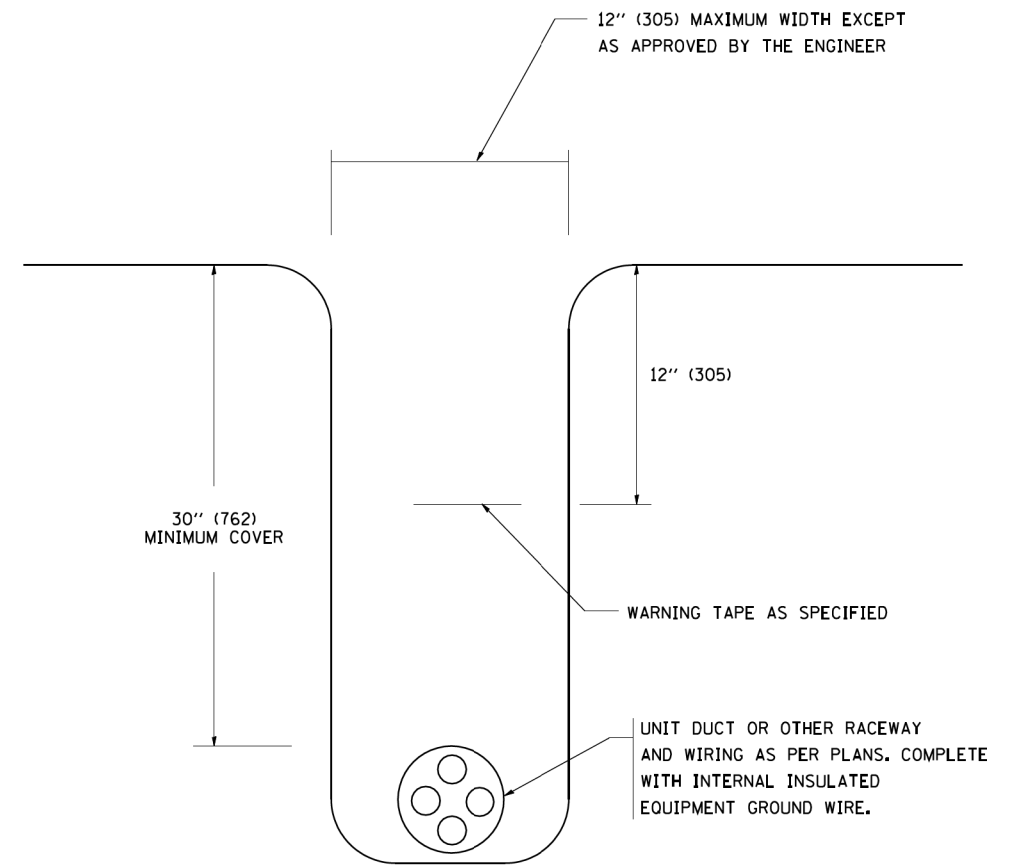 12'' (305) MAXIMUM WIDTH EXCEPT
AS APPROVED BY THE ENGINEER
12'' (305)
30'' (762)
MINIMUM COVER
WARNING TAPE AS SPECIFIED
UNIT DUCT OR OTHER RACEWAY
AND WIRING AS PER PLANS. COMPLETE
WITH INTERNAL INSULATED
EQUIPMENT GROUND WIRE.